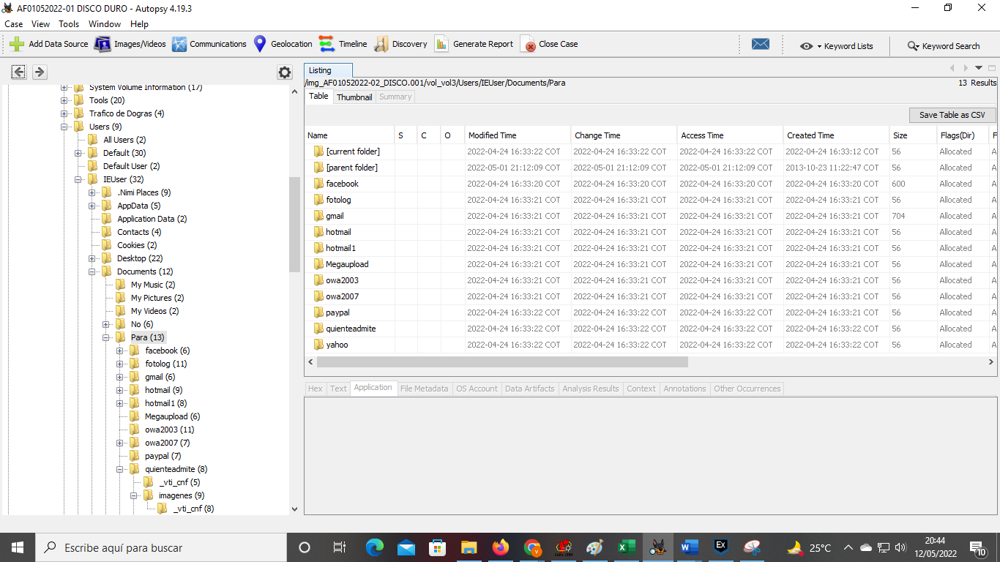 AF01052022-01 DISCO DURO - Autopsy 4.19.3
Case View Tools Window Help
Add Data Source Images/Videos Communications Geolocation Timeline Discovery Generate Report Close Case Keyword Lists Keyword Search
System Volume Information (17)
Tools (20)
Trafico de Dogras (4)
Users (9)
All Users (2)
Default (30)
Default User (2)
IEUser (32)
.Nimi Places (9)
AppData (5)
Application Data (2)
Contacts (4)
Cookies (2)
Desktop (22)
Documents (12)
My Music (2)
My Pictures (2)
My Videos (2)
No (6)
Para (13)
facebook (6)
fotolog (11)
gmail (6)
hotmail (9)
hotmail1 (8)
Megaupload (6)
owa2003 (11)
owa2007 (7)
paypal (7)
quienteadmite (8)
_vti_cnf (5)
imagenes (9)
_vti_cnf (8)
Listing
/img_AF01052022-02_DISCO.001/vol_vol3/Users/IEUser/Documents/Para 13 Results
Table Thumbnail Summary
Save Table as CSV
Name S C O Modified Time Change Time Access Time Created Time Size Flags(Dir) F
[current folder] 2022-04-24 16:33:22 COT 2022-04-24 16:33:22 COT 2022-04-24 16:33:22 COT 2022-04-24 16:33:12 COT 56 Allocated A
[parent folder] 2022-05-01 21:12:09 COT 2022-05-01 21:12:09 COT 2022-05-01 21:12:09 COT 2013-10-23 11:22:47 COT 56 Allocated A
facebook 2022-04-24 16:33:20 COT 2022-04-24 16:33:20 COT 2022-04-24 16:33:20 COT 2022-04-24 16:33:20 COT 600 Allocated A
fotolog 2022-04-24 16:33:21 COT 2022-04-24 16:33:21 COT 2022-04-24 16:33:21 COT 2022-04-24 16:33:21 COT 56 Allocated A
gmail 2022-04-24 16:33:21 COT 2022-04-24 16:33:21 COT 2022-04-24 16:33:21 COT 2022-04-24 16:33:21 COT 704 Allocated A
hotmail 2022-04-24 16:33:21 COT 2022-04-24 16:33:21 COT 2022-04-24 16:33:21 COT 2022-04-24 16:33:21 COT 56 Allocated A
hotmail1 2022-04-24 16:33:21 COT 2022-04-24 16:33:21 COT 2022-04-24 16:33:21 COT 2022-04-24 16:33:21 COT 56 Allocated A
Megaupload 2022-04-24 16:33:21 COT 2022-04-24 16:33:21 COT 2022-04-24 16:33:21 COT 2022-04-24 16:33:21 COT 56 Allocated A
owa2003 2022-04-24 16:33:21 COT 2022-04-24 16:33:21 COT 2022-04-24 16:33:21 COT 2022-04-24 16:33:21 COT 56 Allocated A
owa2007 2022-04-24 16:33:21 COT 2022-04-24 16:33:21 COT 2022-04-24 16:33:21 COT 2022-04-24 16:33:21 COT 56 Allocated A
paypal 2022-04-24 16:33:22 COT 2022-04-24 16:33:22 COT 2022-04-24 16:33:22 COT 2022-04-24 16:33:22 COT 56 Allocated A
quienteadmite 2022-04-24 16:33:22 COT 2022-04-24 16:33:22 COT 2022-04-24 16:33:22 COT 2022-04-24 16:33:22 COT 56 Allocated A
yahoo 2022-04-24 16:33:22 COT 2022-04-24 16:33:22 COT 2022-04-24 16:33:22 COT 2022-04-24 16:33:22 COT 56 Allocated A
Hex Text Application File Metadata OS Account Data Artifacts Analysis Results Context Annotations Other Occurrences
Escribe aquí para buscar
EX
25°C
20:44
12/05/2022
10